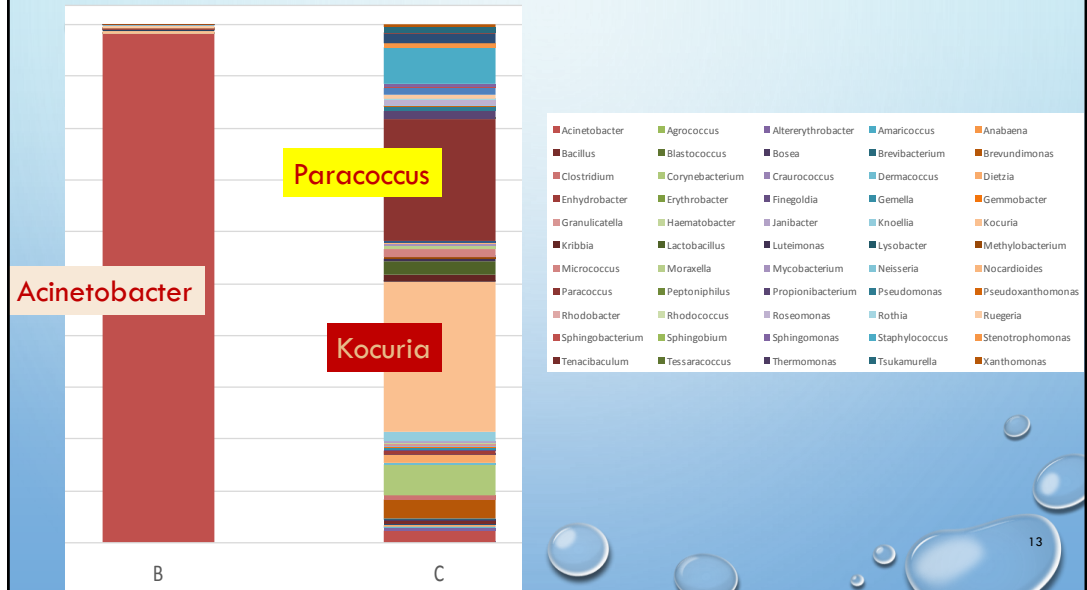 Paracoccus
Acinetobacter
Kocuria
B C
Acinetobacter Agrococcus Altererythrobacter Amaricoccus Anabaena
Bacillus Blastococcus Bosea Brevibacterium Brevundimonas
Clostridium Corynebacterium Craurococcus Dermacoccus Dietzia
Enhydrobacter Erythrobacter Finegoldia Gemella Gemmobacter
Granulicatella Haematobacter Janibacter Knoellia Kocuria
Kribbia Lactobacillus Luteimonas Lysobacter Methylobacterium
Micrococcus Moraxella Mycobacterium Neisseria Nocardioides
Paracoccus Peptoniphilus Propionibacterium Pseudomonas Pseudoxanthomonas
Rhodobacter Rhodococcus Roseomonas Rothia Ruegeria
Sphingobacterium Sphingobium Sphingomonas Staphylococcus Stenotrophomonas
Tenacibaculum Tessaracoccus Thermomonas Tsukamurella Xanthomonas
13